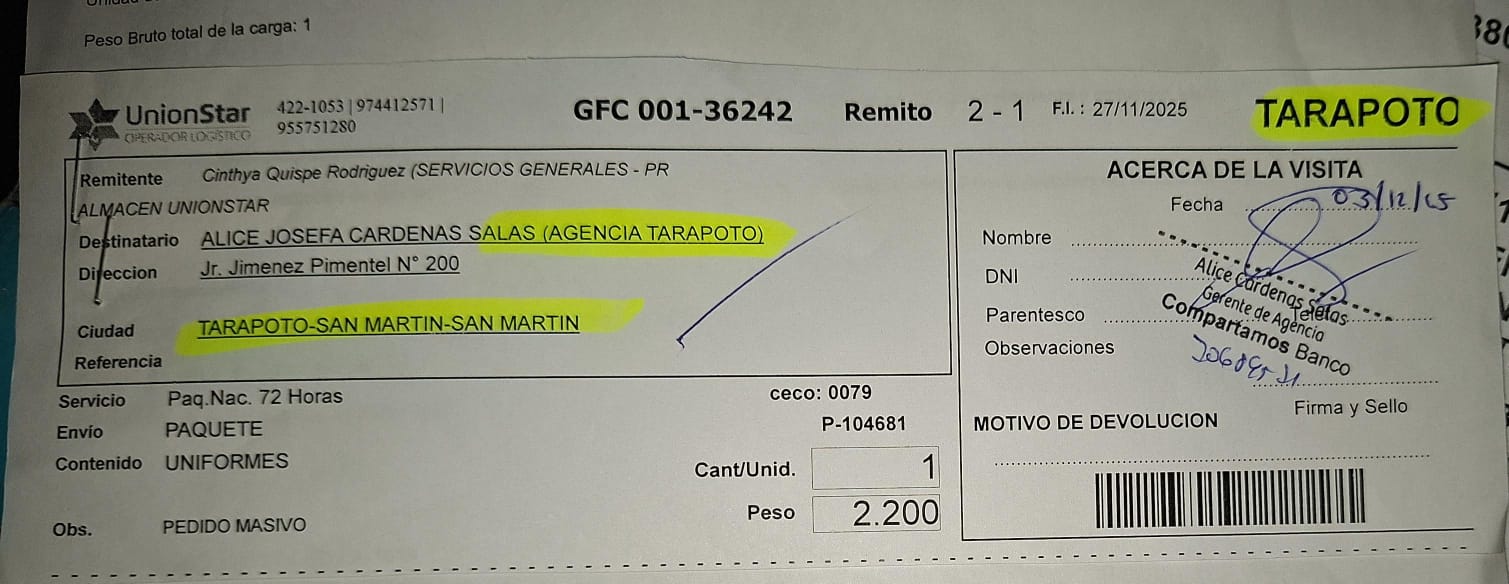 Peso Bruto total de la carga: 1
UnionStar
OPERADOR LOGÍSTICO
422-1053 | 974412571 |
955751280
GFC 001-36242
Remito 2 - 1
F.I. : 27/11/2025
TARAPOTO
Remitente Cinthya Quispe Rodriguez (SERVICIOS GENERALES - PR
ALMACEN UNIONSTAR
Destinatario ALICE JOSEFA CARDENAS SALAS (AGENCIA TARAPOTO)
Direccion Jr. Jimenez Pimentel N° 200
Ciudad TARAPOTO-SAN MARTIN-SAN MARTIN
Referencia
Servicio Paq.Nac. 72 Horas
ceco: 0079
Envío PAQUETE
P-104681
Contenido UNIFORMES
Cant/Unid. 1
Peso 2.200
Obs. PEDIDO MASIVO
ACERCA DE LA VISITA
Fecha 03/12/25
Nombre
DNI
Parentesco
Observaciones
Alice Cárdenas Salas
Gerente de Agencia
Compartamos Banco
Firma y Sello
MOTIVO DE DEVOLUCION